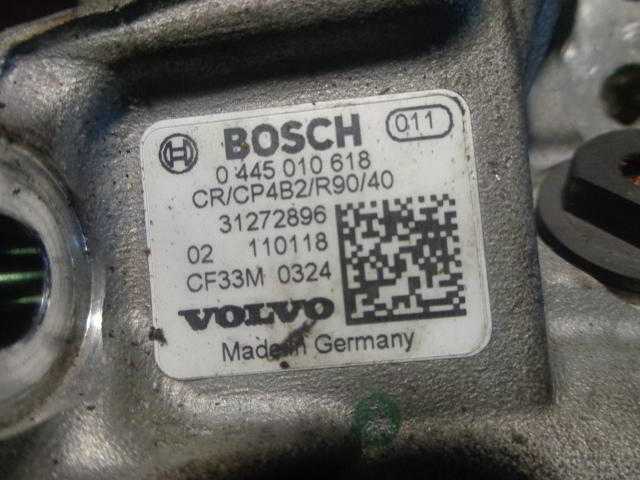 BOSCH 011
0 445 010 618
CR/CP4B2/R90/40
31272896
02 110118
CF33M 0324
VOLVO
Made in Germany